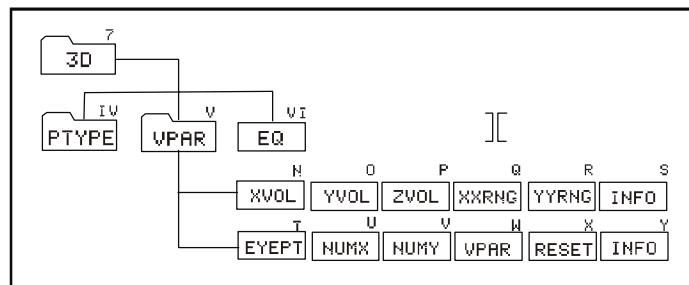 7
3D
IV V VI
PTYPE VPAR EQ
N O P Q R S
XVOL YVOL ZVOL XXRNG YYRNG INFO
T U V W X Y
EYEPT NUMX NUMY VPAR RESET INFO